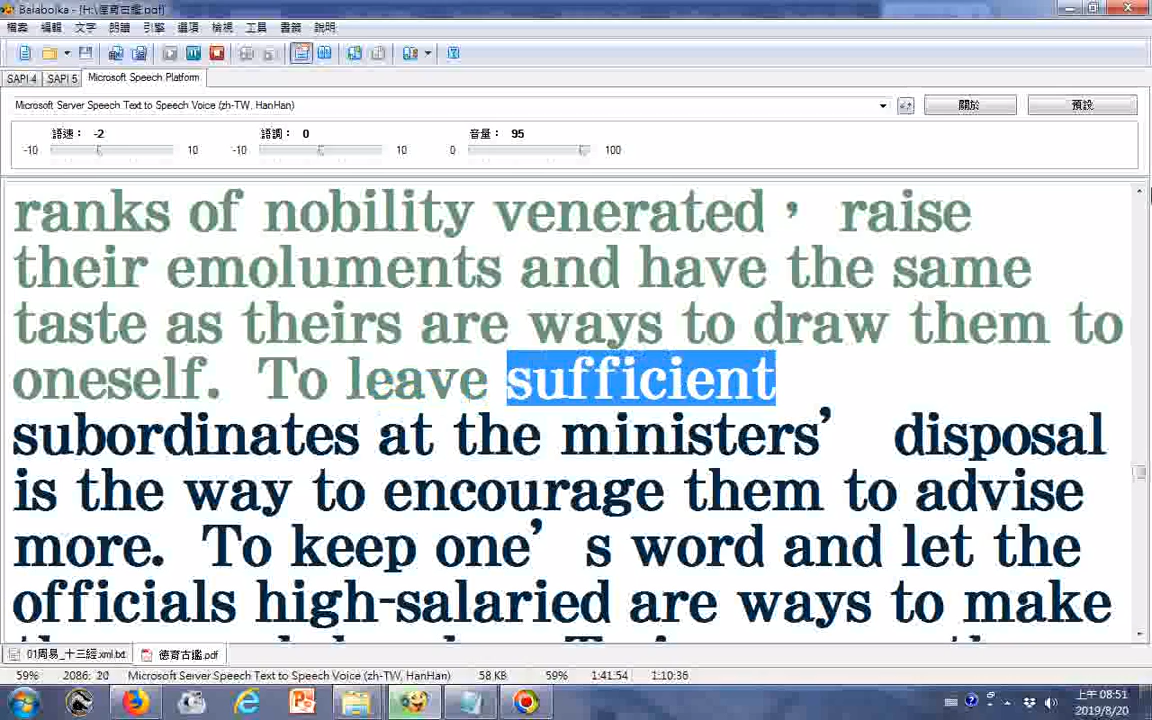 Balabolka - [H:\德育古鑑.pdf]
檔案 編輯 文字 朗讀 引擎 選項 檢視 工具 書籤 說明
SAPI 4 SAPI 5 Microsoft Speech Platform
Microsoft Server Speech Text to Speech Voice (zh-TW, HanHan) 關於 預設
語速： -2 語調： 0 音量： 95
-10 10 -10 10 0 100
ranks of nobility venerated， raise
their emoluments and have the same
taste as theirs are ways to draw them to
oneself. To leave sufficient
subordinates at the ministers’ disposal
is the way to encourage them to advise
more. To keep one’s word and let the
officials high-salaried are ways to make
01周易_十三經.xml.txt 德育古鑑.pdf
59% 2086: 20 Microsoft Server Speech Text to Speech Voice (zh-TW, HanHan) 58 KB 59% 1:41:54 1:10:36
上午 08:51
2019/8/20